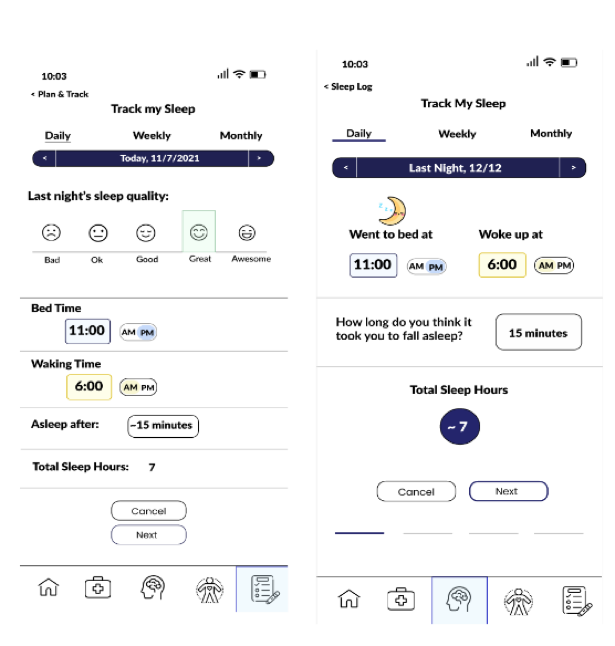 10:03
< Plan & Track
Track my Sleep
Daily Weekly Monthly
< Today, 11/7/2021 >
Last night's sleep quality:
Bad Ok Good Great Awesome
Bed Time
11:00 AM PM
Waking Time
6:00 AM PM
Asleep after: ~15 minutes
Total Sleep Hours: 7
Cancel
Next
10:03
< Sleep Log
Track My Sleep
Daily Weekly Monthly
< Last Night, 12/12 >
Went to bed at Woke up at
11:00 AM PM 6:00 AM PM
How long do you think it
took you to fall asleep? 15 minutes
Total Sleep Hours
~ 7
Cancel Next